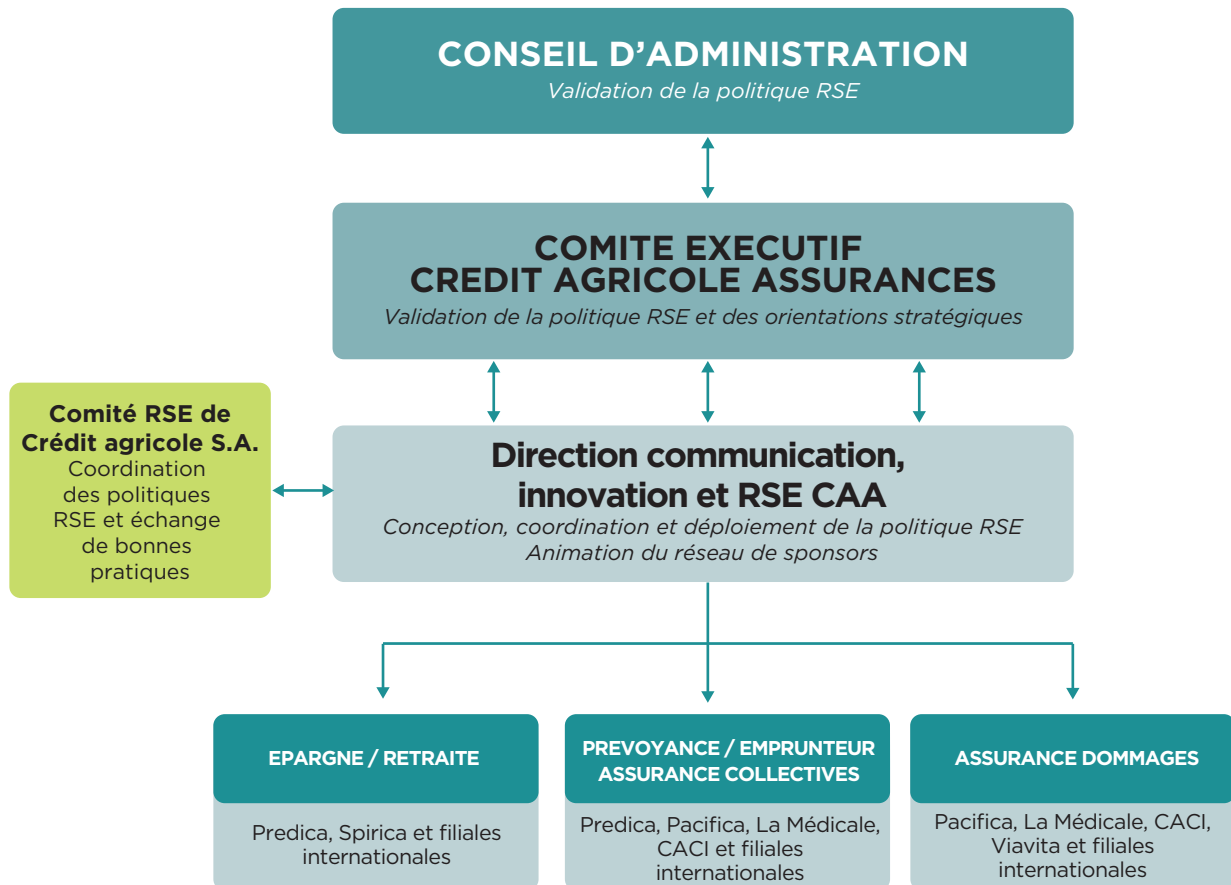 CONSEIL D’ADMINISTRATION
Validation de la politique RSE
COMITE EXECUTIF
CREDIT AGRICOLE ASSURANCES
Validation de la politique RSE et des orientations stratégiques
Comité RSE de
Crédit agricole S.A.
Coordination
des politiques
RSE et échange
de bonnes
pratiques
Direction communication,
innovation et RSE CAA
Conception, coordination et déploiement de la politique RSE
Animation du réseau de sponsors
EPARGNE / RETRAITE
Predica, Spirica et filiales
internationales
PREVOYANCE / EMPRUNTEUR
ASSURANCE COLLECTIVES
Predica, Pacifica, La Médicale,
CACI et filiales
internationales
ASSURANCE DOMMAGES
Pacifica, La Médicale, CACI,
Viavita et filiales
internationales